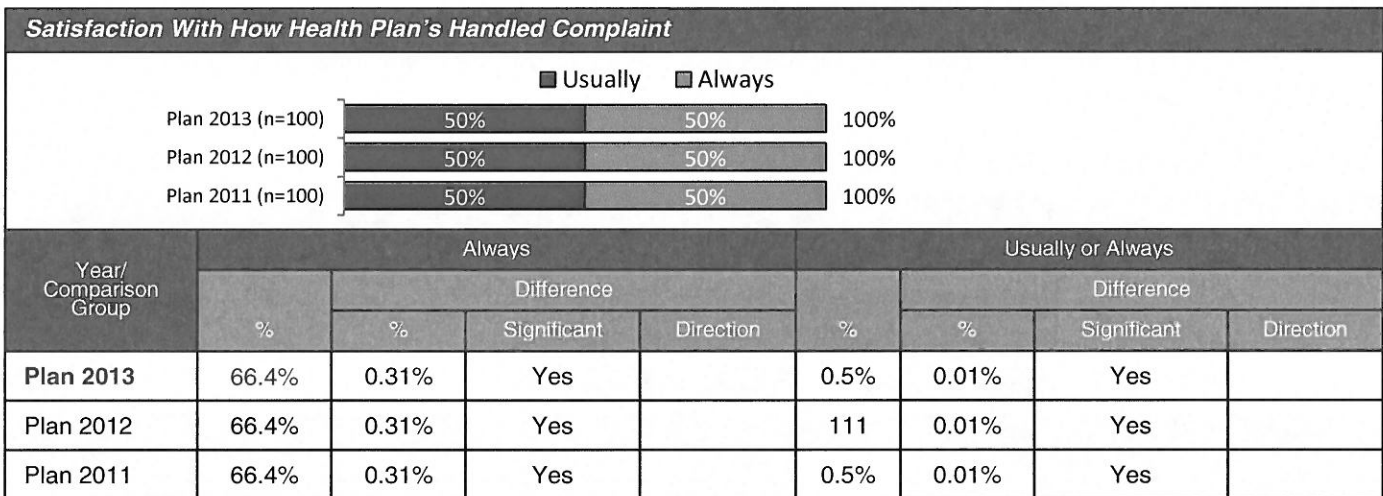 Satisfaction With How Health Plan's Handled Complaint
Usually Always
Plan 2013 (n=100) 50% 50% 100%
Plan 2012 (n=100) 50% 50% 100%
Plan 2011 (n=100) 50% 50% 100%
Year/ Comparison Group Always Usually or Always
Difference Difference
% % Significant Direction % % Significant Direction
Plan 2013 66.4% 0.31% Yes 0.5% 0.01% Yes
Plan 2012 66.4% 0.31% Yes 111 0.01% Yes
Plan 2011 66.4% 0.31% Yes 0.5% 0.01% Yes